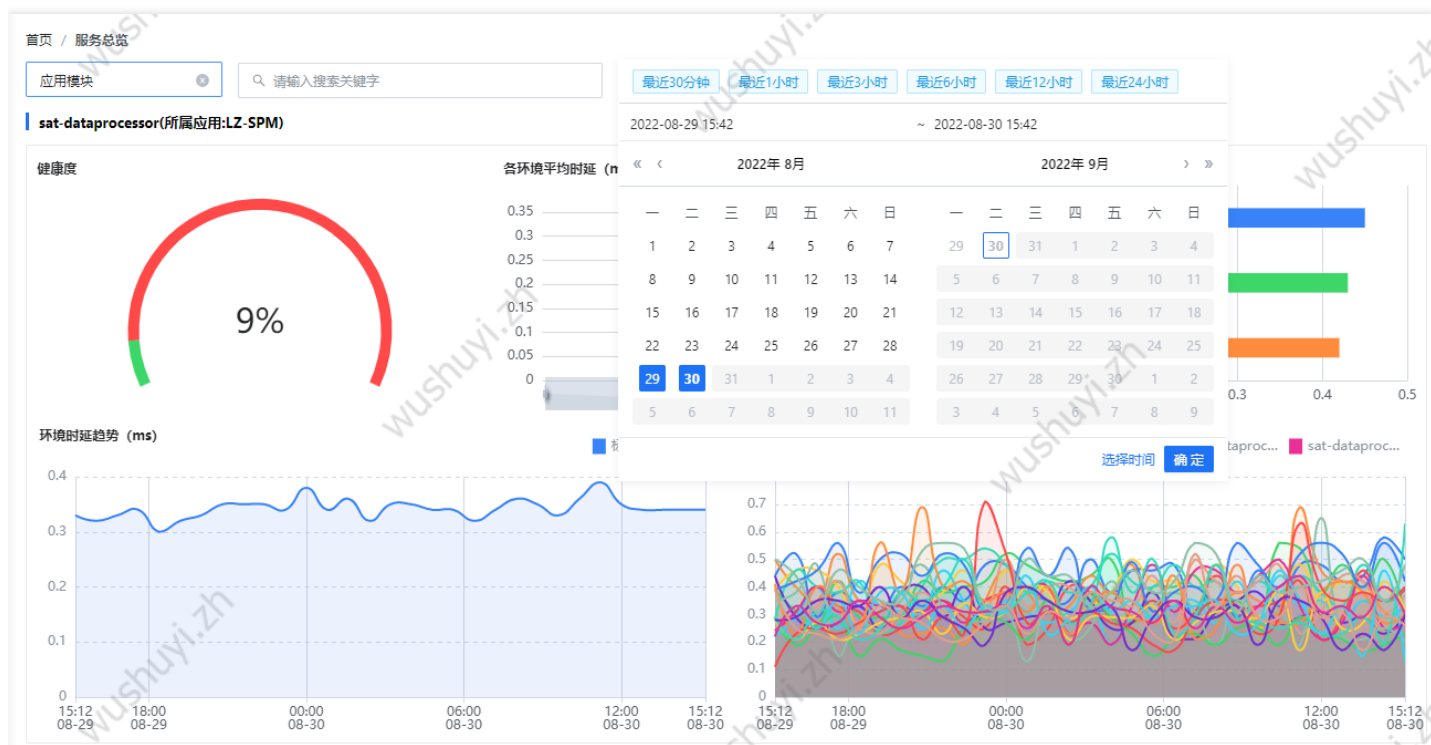 首页 / 服务总览
应用模块 请输入搜索关键字
最近30分钟 最近1小时 最近3小时 最近6小时 最近12小时 最近24小时
2022-08-29 15:42 ~ 2022-08-30 15:42
sat-dataprocessor(所属应用:LZ-SPM)
健康度
9%
各环境平均时延 (m
0.35
0.3
0.25
0.2
0.15
0.1
0.05
0
« ‹ 2022年 8月
一 二 三 四 五 六 日
1 2 3 4 5 6 7
8 9 10 11 12 13 14
15 16 17 18 19 20 21
22 23 24 25 26 27 28
29 30 31 1 2 3 4
5 6 7 8 9 10 11
2022年 9月 › »
一 二 三 四 五 六 日
29 30 31 1 2 3 4
5 6 7 8 9 10 11
12 13 14 15 16 17 18
19 20 21 22 23 24 25
26 27 28 29 30 1 2
3 4 5 6 7 8 9
选择时间 确定
0.3 0.4 0.5
环境时延趋势 (ms)
taproc... sat-dataproc...
0.4
0.3
0.2
0.1
0
15:12 18:00 00:00 06:00 12:00 15:12
08-29 08-29 08-30 08-30 08-30 08-30
0.7
0.6
0.5
0.4
0.3
0.2
0.1
0
15:12 18:00 00:00 06:00 12:00 15:12
08-29 08-29 08-30 08-30 08-30 08-30
wushuyi.zh
wushuyi.zh
wushuyi.zh
wushuyi.zh